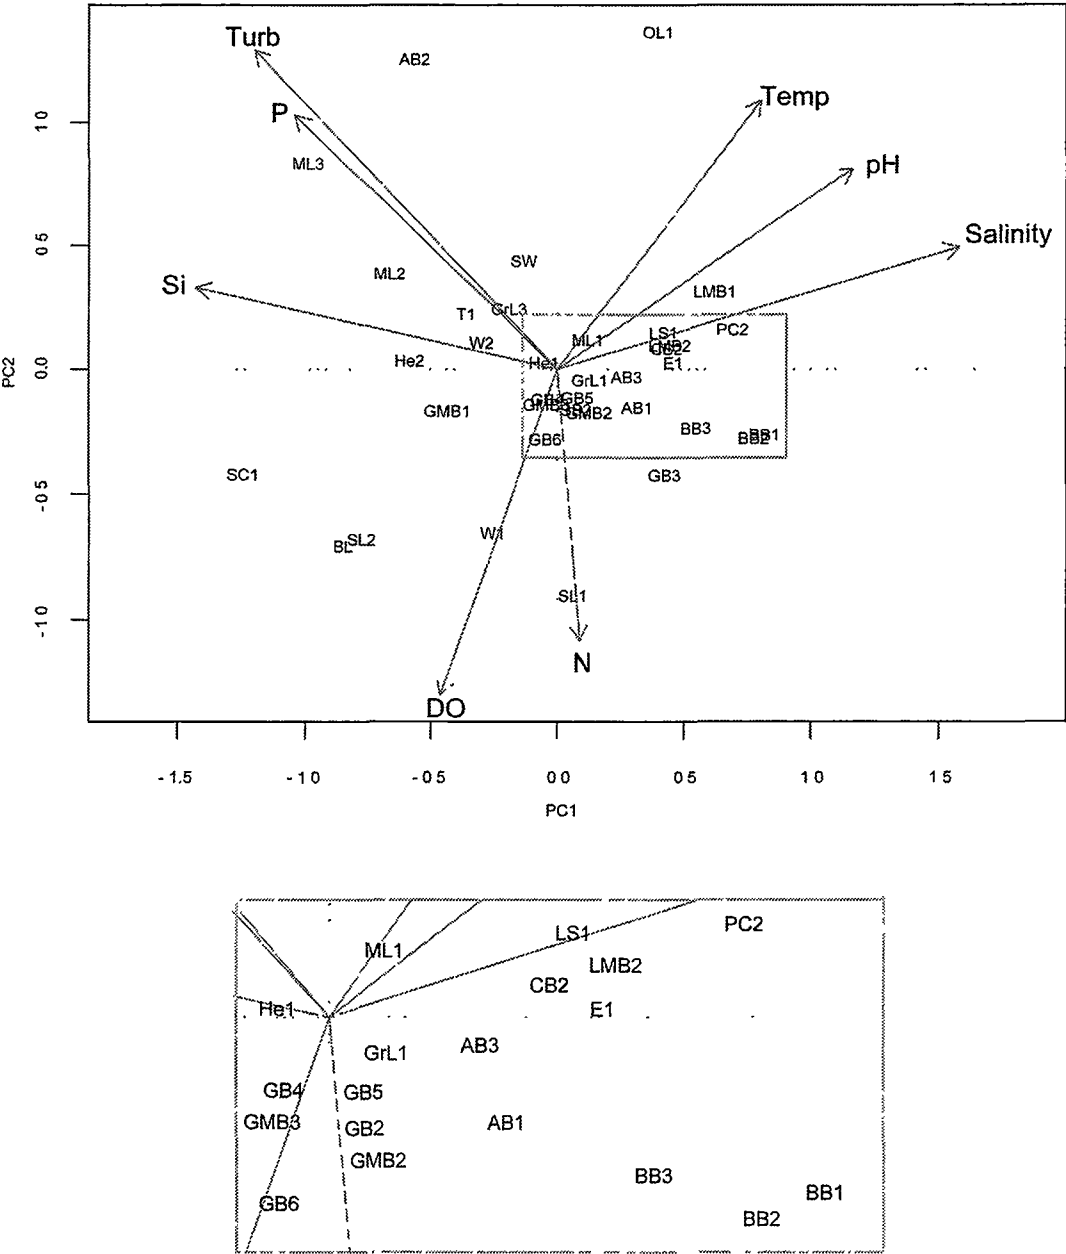 Turb
OL1
AB2
Temp
P
1 0
ML3
pH
Salinity
0 5
SW
ML2
Si
LMB1
GrL3
T1
PC2
LS1
ML1
W2
LMB2
CB2
He1
He2
E1
PC2
0.0
AB3
GrL1
GB5
GMB1
AB1
GMB2
BB3
BB1
BB2
GB6
SC1
GB3
-0 5
W1
SL2
BL
SL1
-1 0
N
DO
-1 5 -1 0 -0 5 0 0 0 5 1 0 1 5
PC1
PC2
LS1
ML1
LMB2
CB2
He1
E1
AB3
GrL1
GB4
GB5
GMB3
GB2
AB1
GMB2
BB3
BB1
GB6
BB2